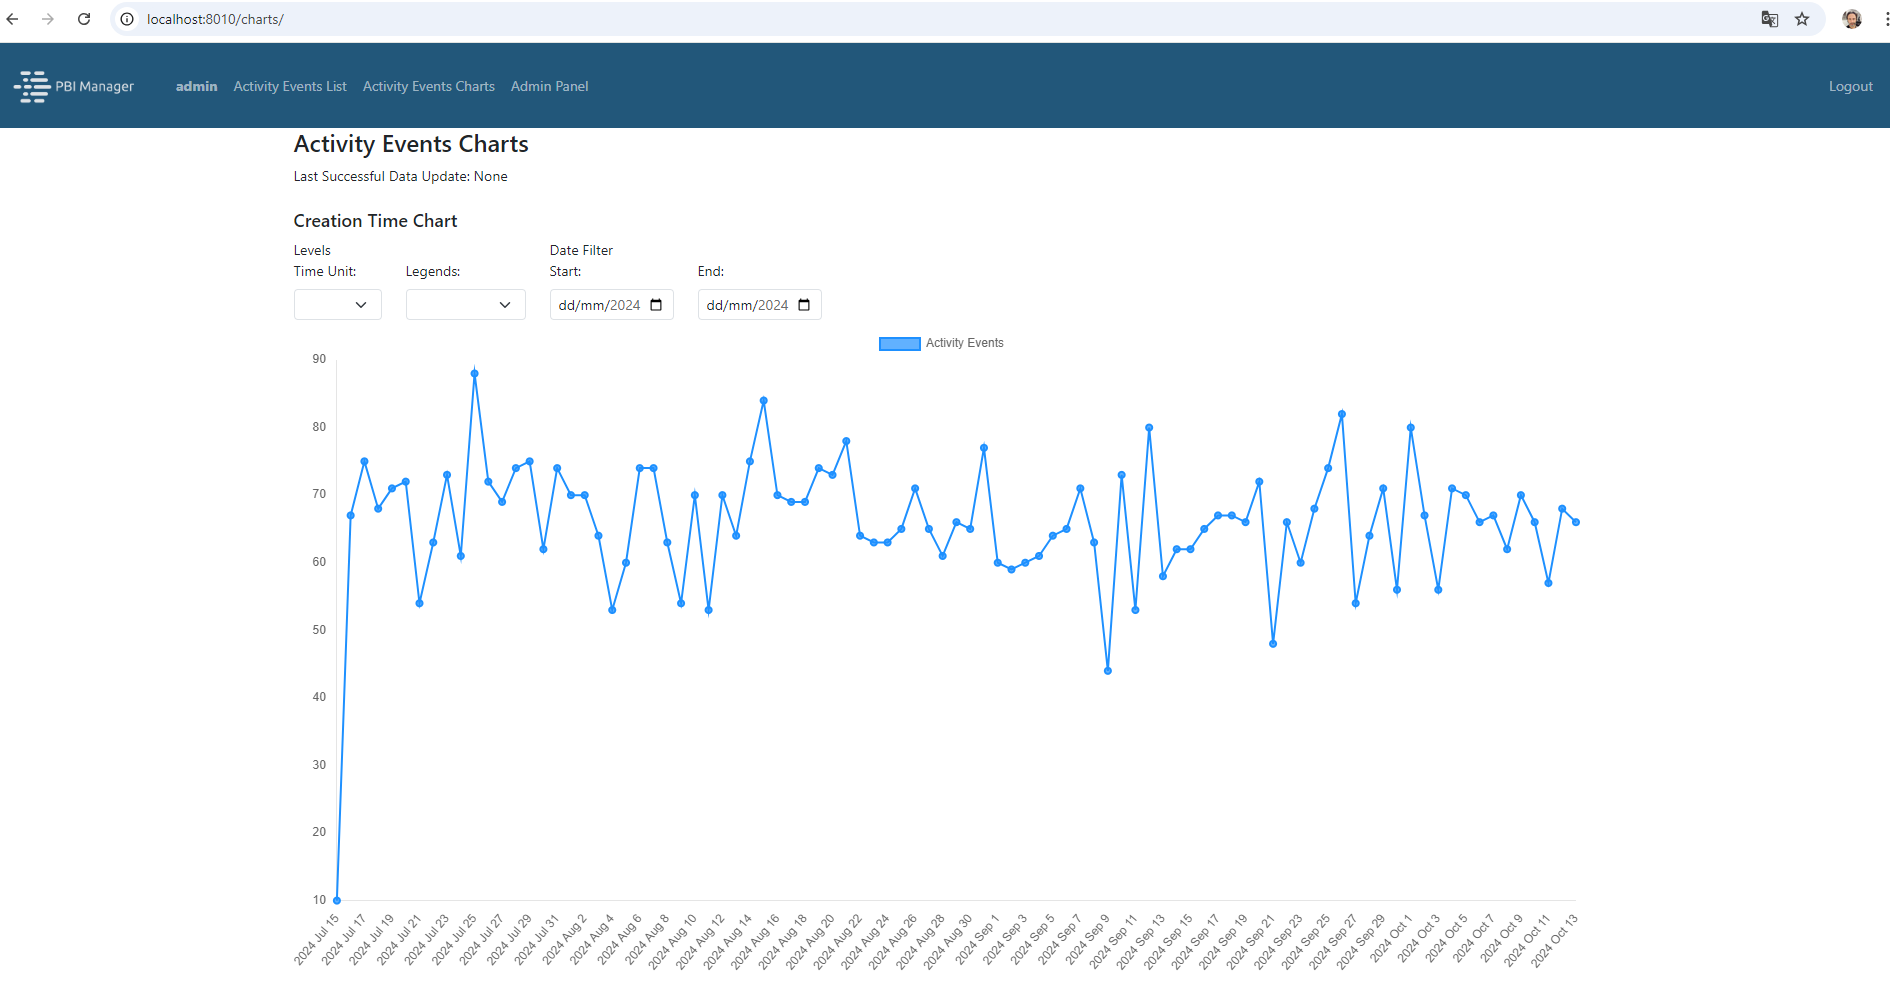 localhost:8010/charts/
PBI Manager admin Activity Events List Activity Events Charts Admin Panel Logout
Activity Events Charts
Last Successful Data Update: None
Creation Time Chart
Levels Date Filter
Time Unit: Legends: Start: End:
dd/mm/2024 dd/mm/2024
Activity Events
90
80
70
60
50
40
30
20
10
2024 Jul 15
2024 Jul 17
2024 Jul 19
2024 Jul 21
2024 Jul 23
2024 Jul 25
2024 Jul 27
2024 Jul 29
2024 Jul 31
2024 Aug 2
2024 Aug 4
2024 Aug 6
2024 Aug 8
2024 Aug 10
2024 Aug 12
2024 Aug 14
2024 Aug 16
2024 Aug 18
2024 Aug 20
2024 Aug 22
2024 Aug 24
2024 Aug 26
2024 Aug 28
2024 Aug 30
2024 Sep 1
2024 Sep 3
2024 Sep 5
2024 Sep 7
2024 Sep 9
2024 Sep 11
2024 Sep 13
2024 Sep 15
2024 Sep 17
2024 Sep 19
2024 Sep 21
2024 Sep 23
2024 Sep 25
2024 Sep 27
2024 Sep 29
2024 Oct 1
2024 Oct 3
2024 Oct 5
2024 Oct 7
2024 Oct 9
2024 Oct 11
2024 Oct 13